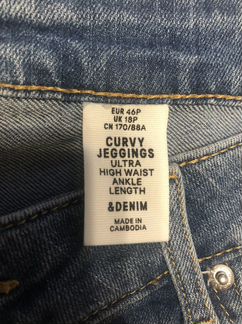 EUR 46P
UK 18P
CN 170/88A
CURVY
JEGGINGS
ULTRA
HIGH WAIST
ANKLE
LENGTH
&DENIM
MADE IN
CAMBODIA